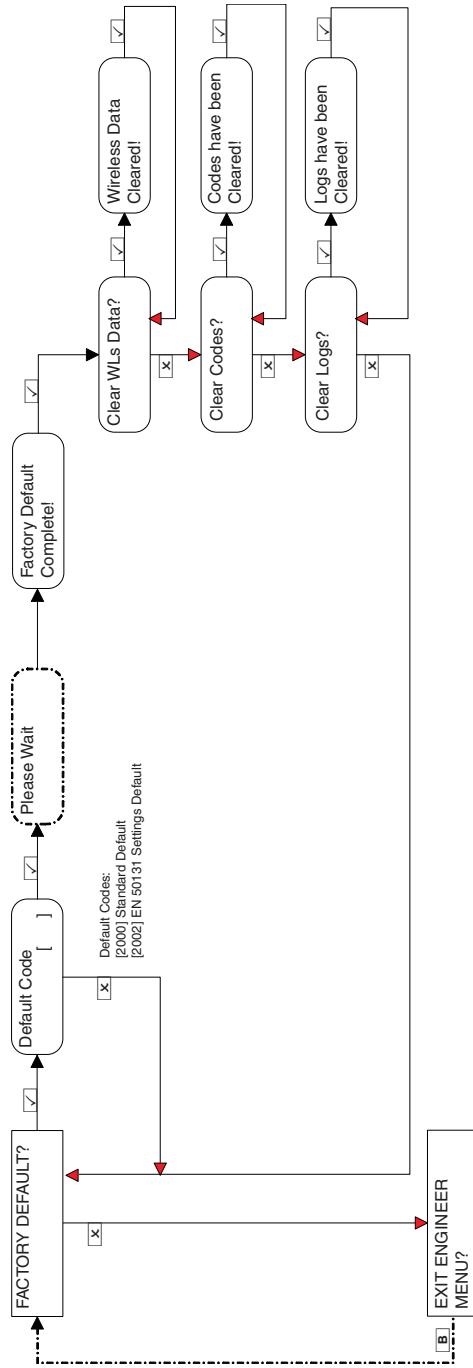 FACTORY DEFAULT?
✓
Default Code
[ ]
✓
Please Wait
Factory Default
Complete!
✓
x
Default Codes:
[2000] Standard Default
[2002] EN 50131 Settings Default
Clear WLs Data?
✓
Wireless Data
Cleared!
✓
x
Clear Codes?
✓
Codes have been
Cleared!
✓
x
Clear Logs?
✓
Logs have been
Cleared!
✓
x
x
EXIT ENGINEER
MENU?
B